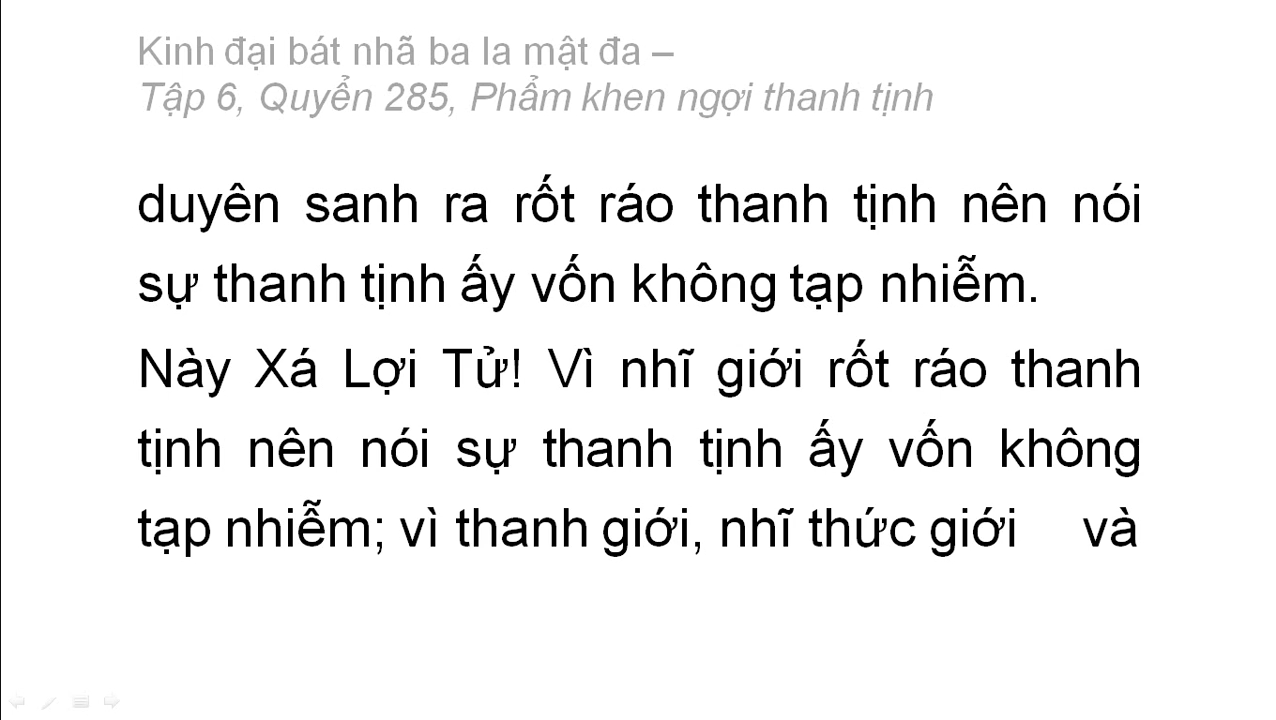 Kinh đại bát nhã ba la mật đa –
Tập 6, Quyển 285, Phẩm khen ngợi thanh tịnh
duyên sanh ra rốt ráo thanh tịnh nên nói
sự thanh tịnh ấy vốn không tạp nhiễm.
Này Xá Lợi Tử! Vì nhĩ giới rốt ráo thanh
tịnh nên nói sự thanh tịnh ấy vốn không
tạp nhiễm; vì thanh giới, nhĩ thức giới và